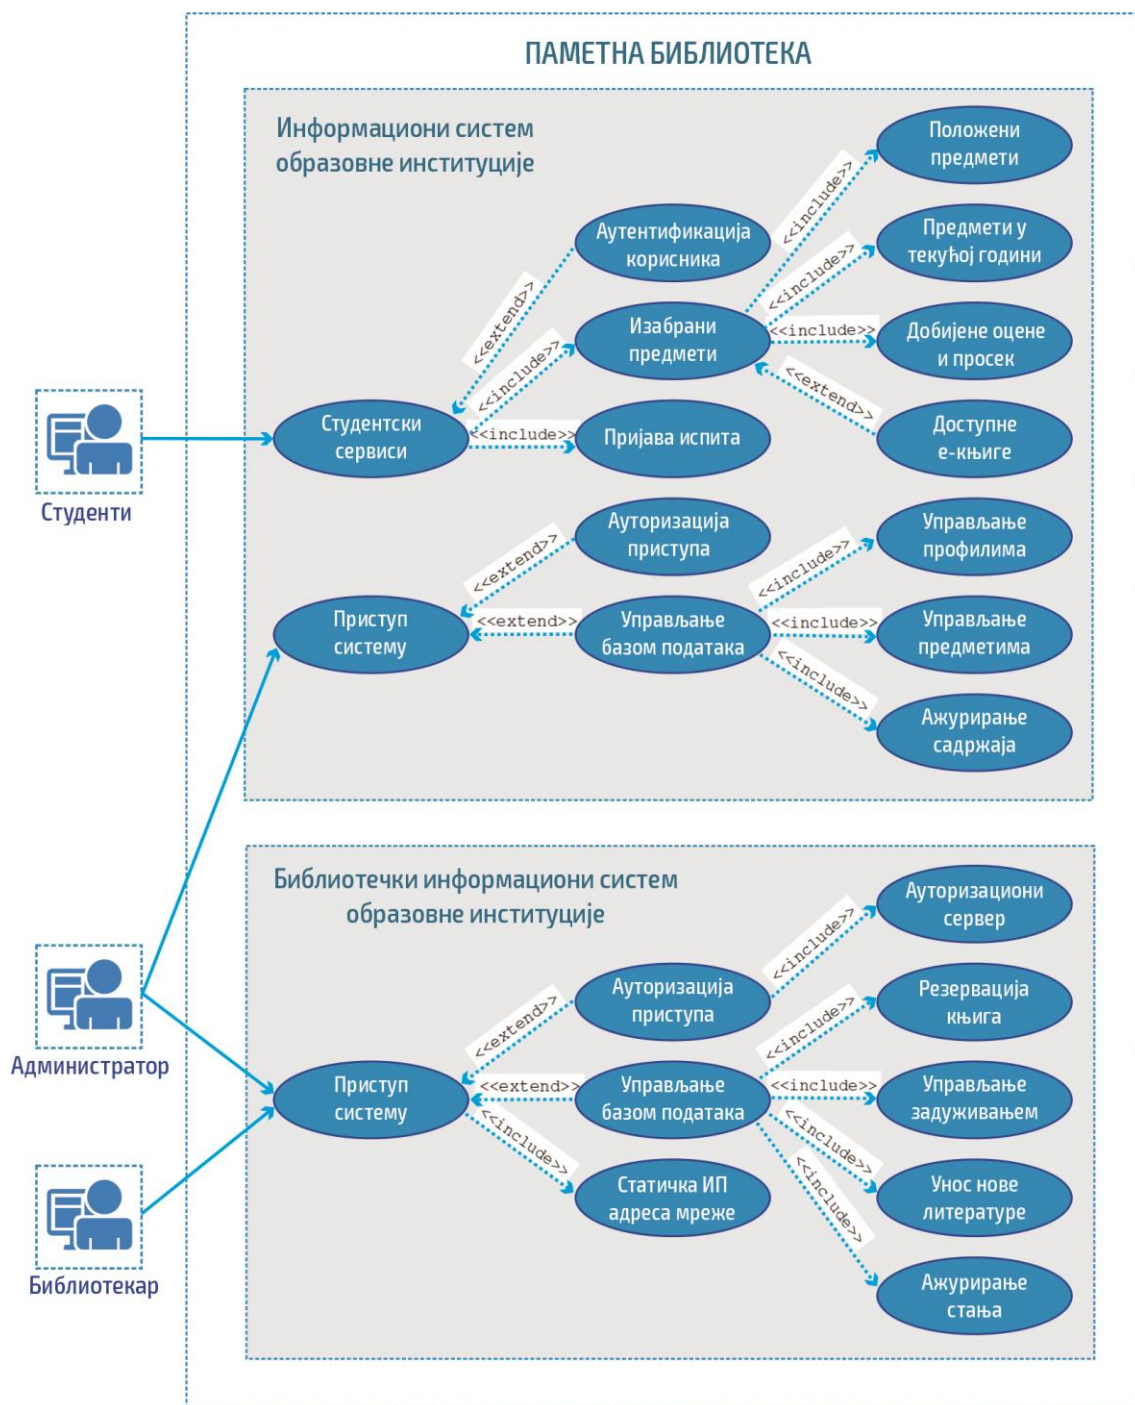 ПАМЕТНА БИБЛИОТЕКА
Информациони систем
образовне институције
Положени
предмети
<<include>>
Аутентификација
корисника
Предмети у
текућој години
<<include>>
<<extend>>
<<include>>
Изабрани
предмети
<<include>>
Добијене оцене
и просек
<<extend>>
Студентски
сервиси
<<include>>
Пријава испита
Доступне
е-књиге
Студенти
Ауторизација
приступа
<<extend>>
<<include>>
Управљање
профилима
Приступ
систему
<<extend>>
Управљање
базом података
<<include>>
Управљање
предметима
<<include>>
Ажурирање
садржаја
Библиотечки информациони систем
образовне институције
Ауторизациони
сервер
<<include>>
Ауторизација
приступа
<<extend>>
<<include>>
Резервација
књига
Администратор
Приступ
систему
<<extend>>
Управљање
базом података
<<include>>
Управљање
задуживањем
<<include>>
<<include>>
<<include>>
Статичка ИП
адреса мреже
Унос нове
литературе
Библиотекар
Ажурирање
стања